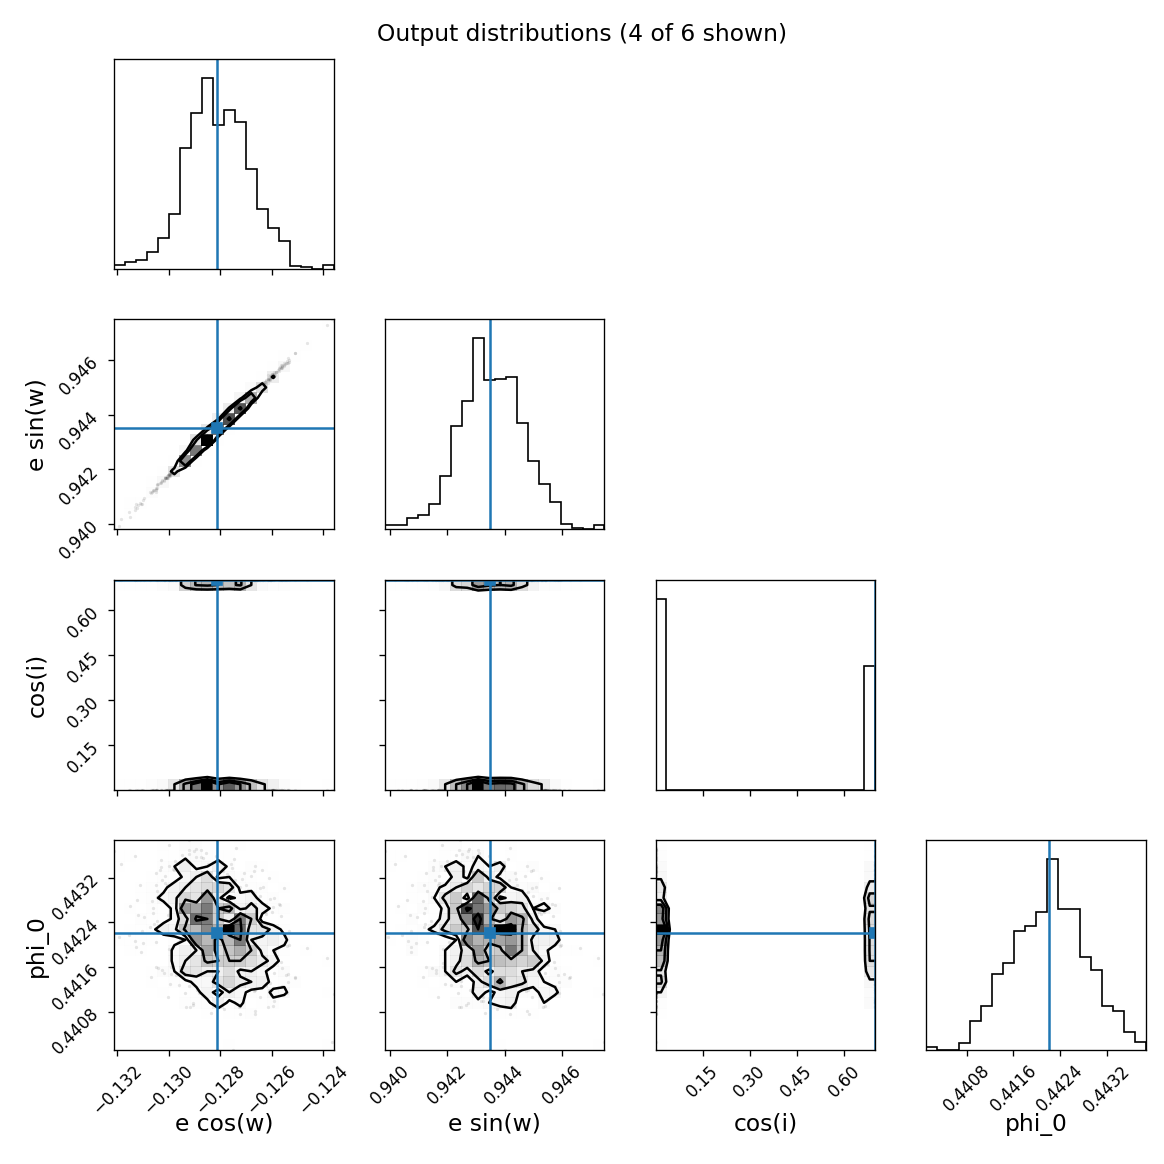 Output distributions (4 of 6 shown)
e sin(w)
0.946
0.944
0.942
0.940
cos(i)
0.60
0.45
0.30
0.15
phi_0
0.4432
0.4424
0.4416
0.4408
−0.132 −0.130 −0.128 −0.126 −0.124 0.940 0.942 0.944 0.946 0.15 0.30 0.45 0.60 0.4408 0.4416 0.4424 0.4432
e cos(w) e sin(w) cos(i) phi_0